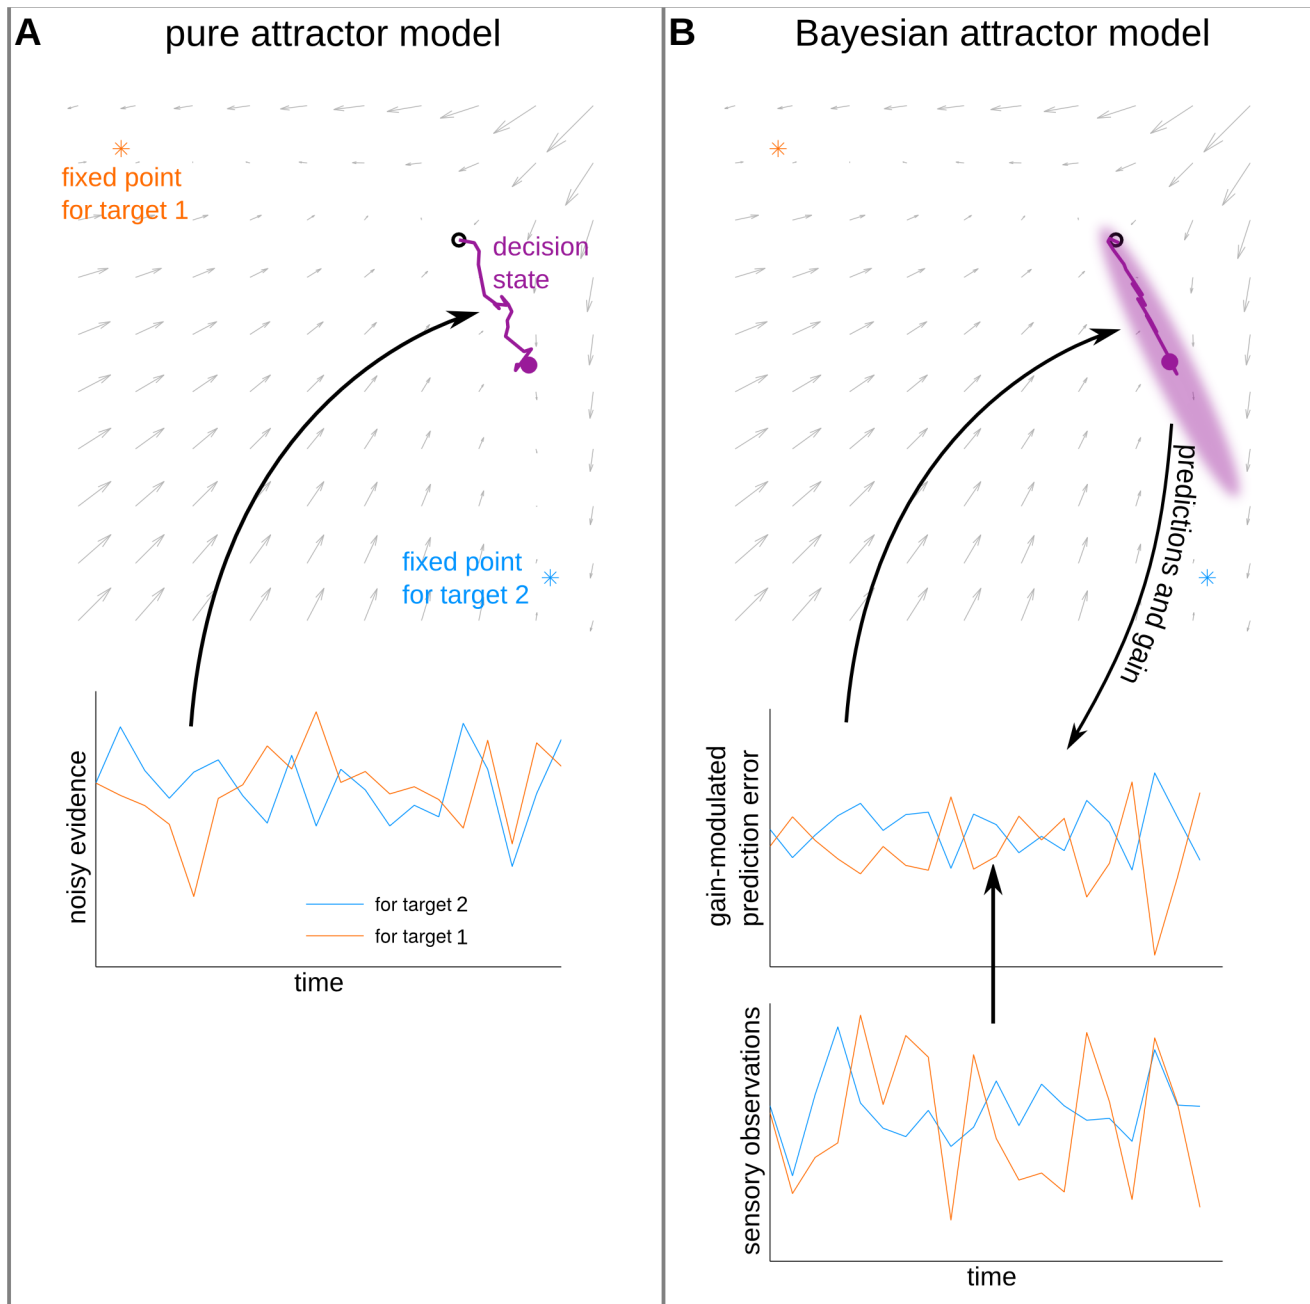 A
pure attractor model
fixed point
for target 1
decision
state
fixed point
for target 2
noisy evidence
for target 2
for target 1
time
B
Bayesian attractor model
predictions and gain
gain-modulated
prediction error
sensory observations
time